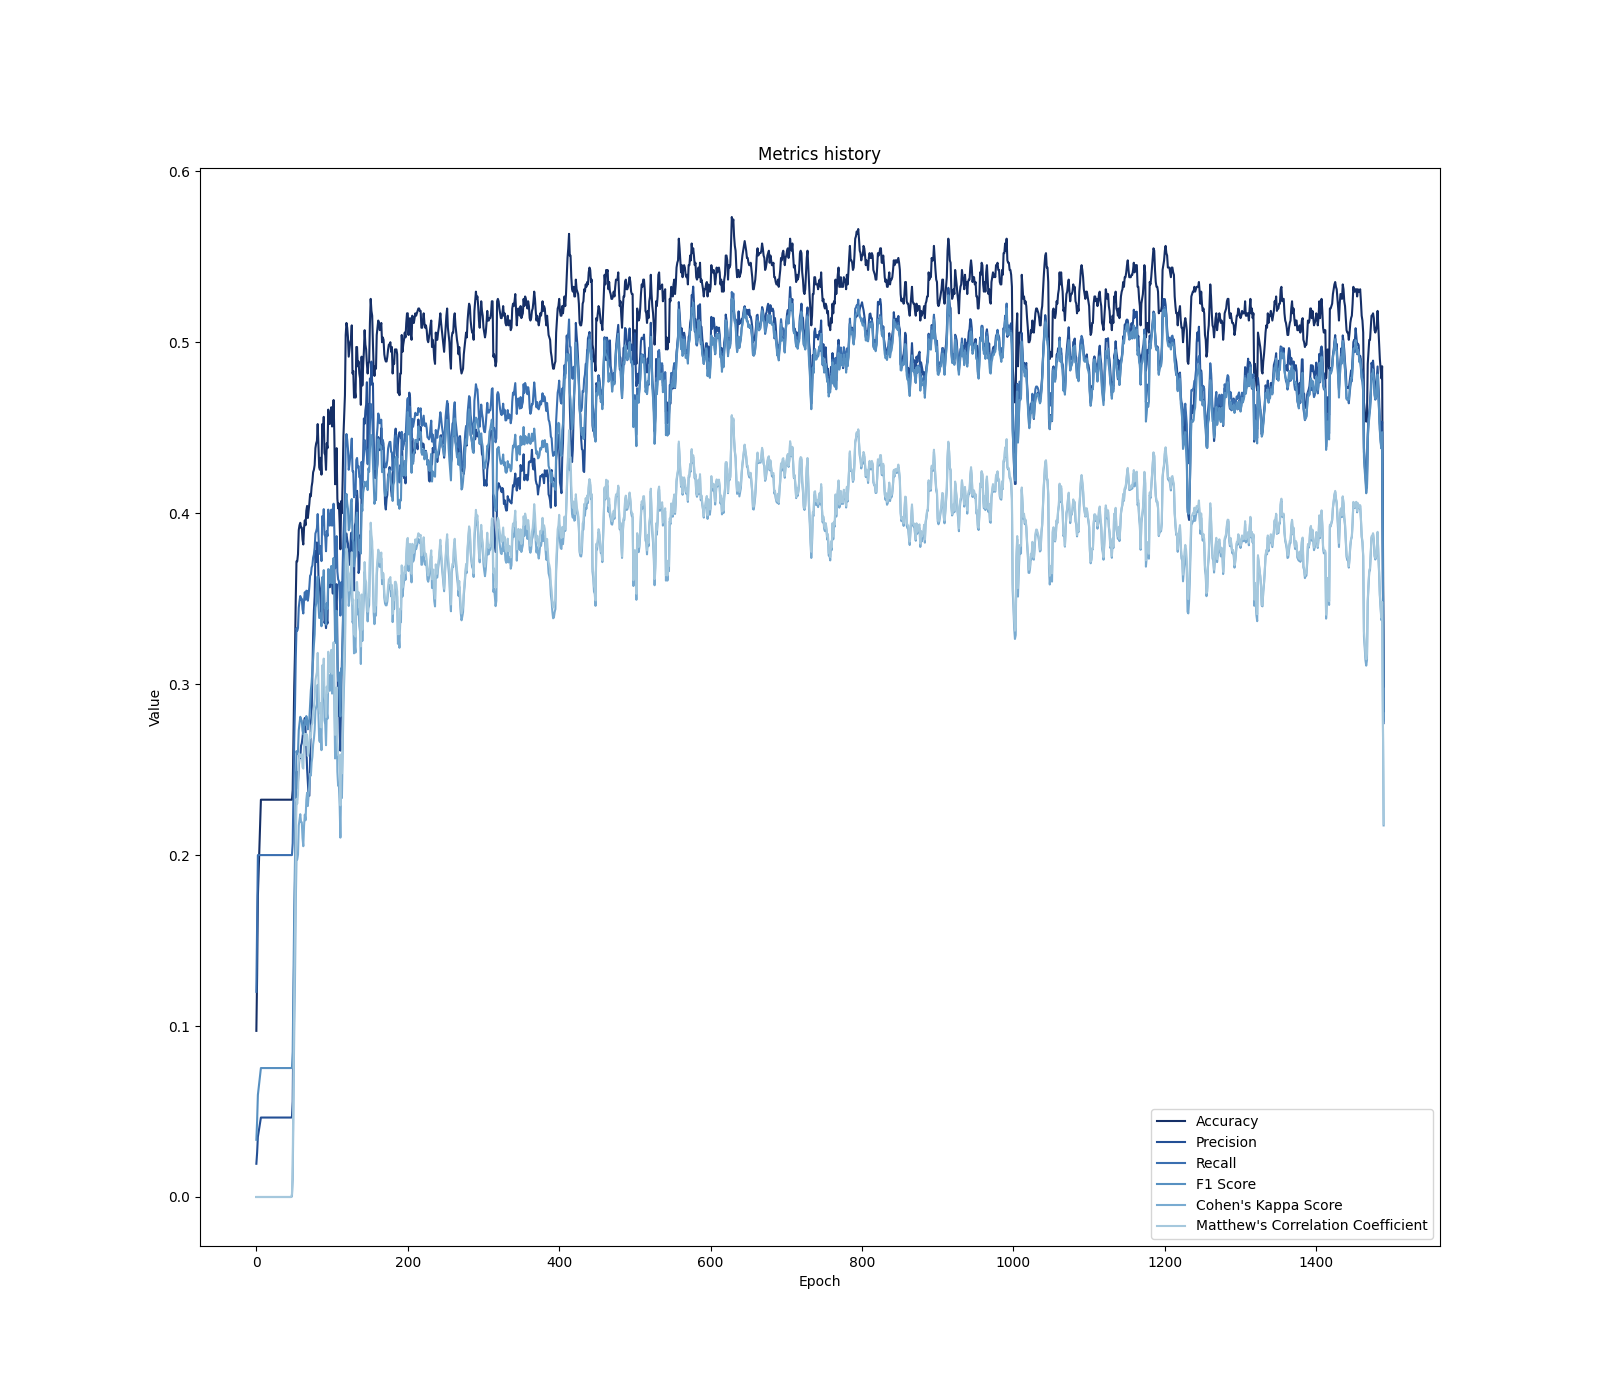 Metrics history
0.6
0.5
0.4
0.3
0.2
0.1
0.0
Value
0 200 400 600 800 1000 1200 1400
Epoch
Accuracy
Precision
Recall
F1 Score
Cohen's Kappa Score
Matthew's Correlation Coefficient